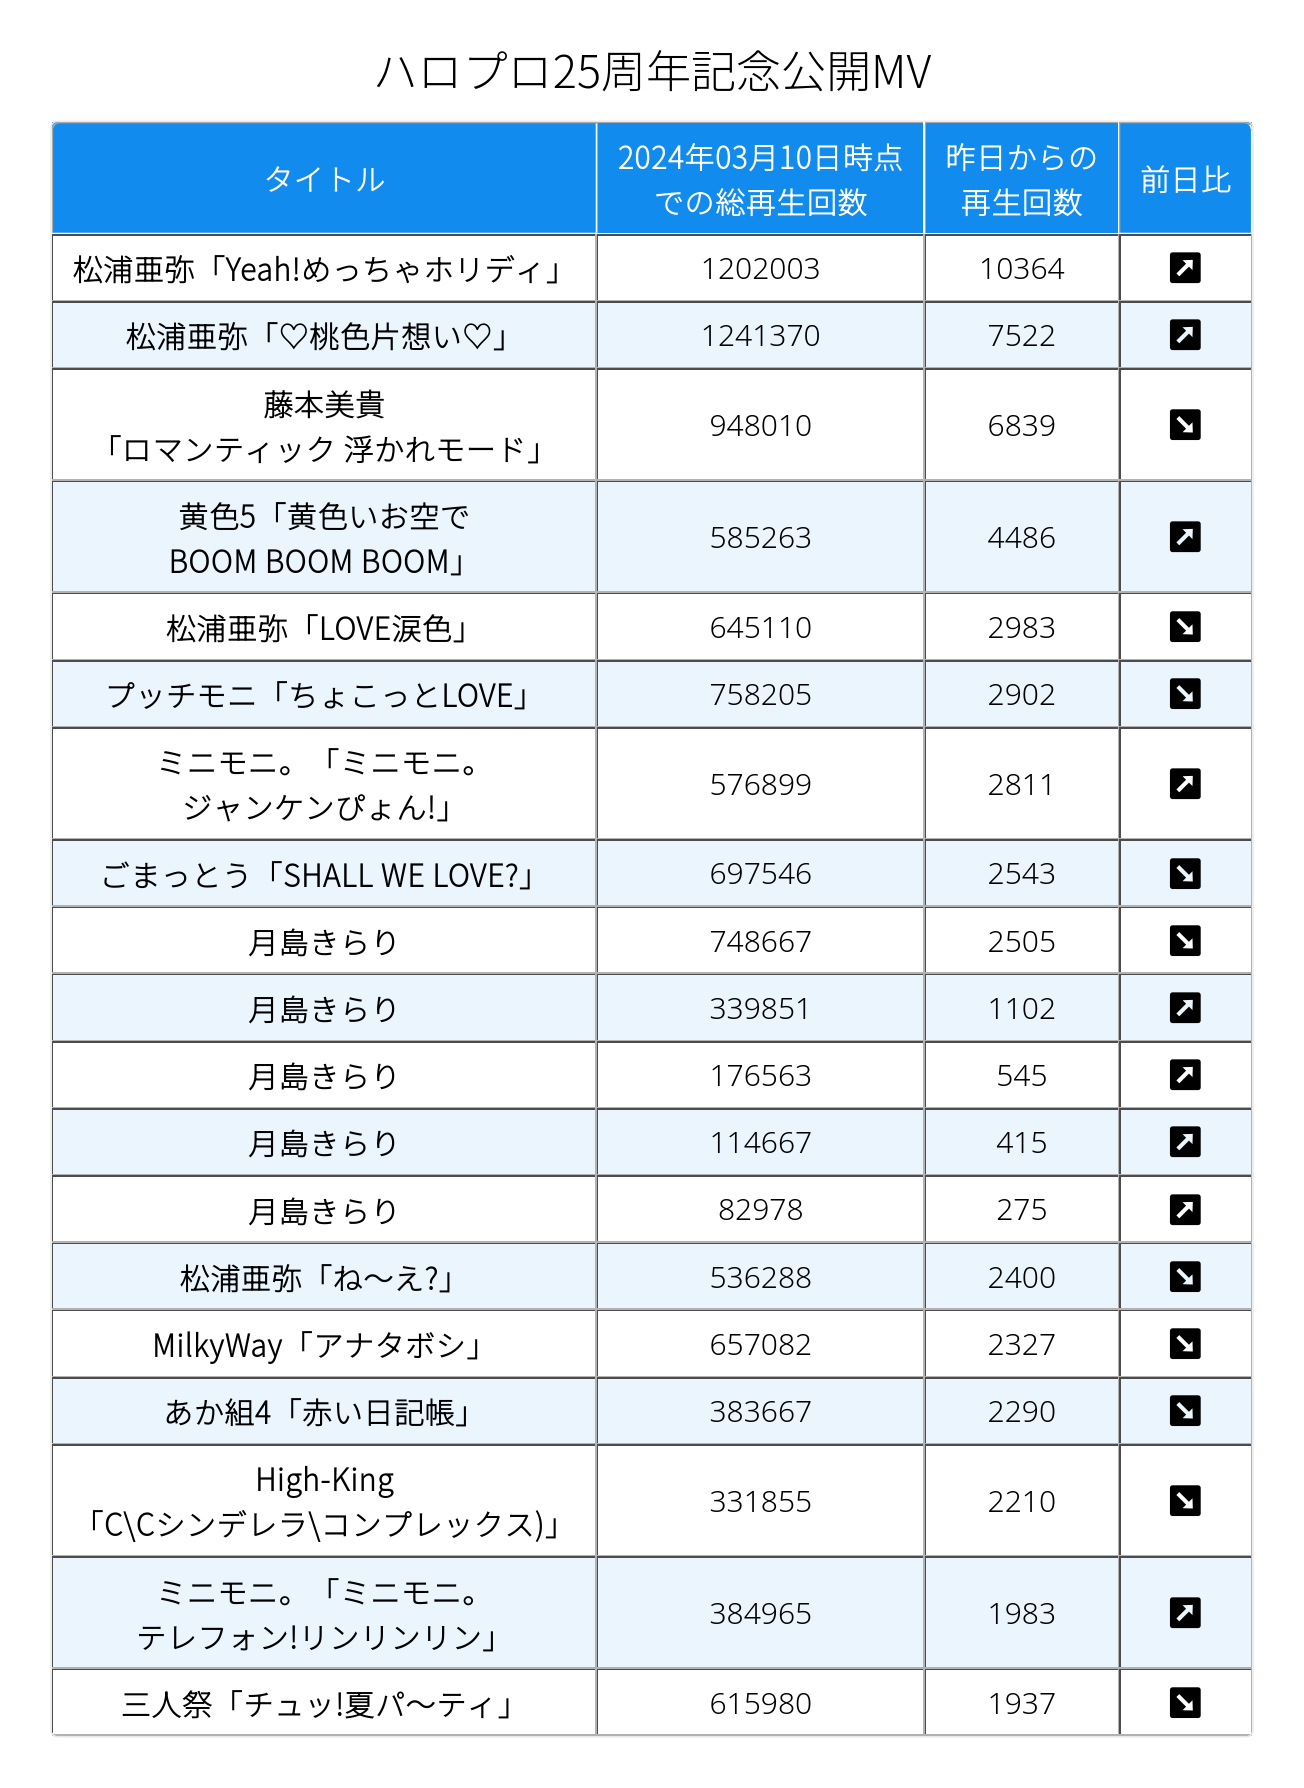 ハロプロ25周年記念公開MV
タイトル
2024年03月10日時点
での総再生回数
昨日からの
再生回数
前日比
松浦亜弥「Yeah!めっちゃホリディ」 1202003 10364 ↗
松浦亜弥「♡桃色片想い♡」 1241370 7522 ↗
藤本美貴
「ロマンティック 浮かれモード」 948010 6839 ↘
黄色5「黄色いお空で
BOOM BOOM BOOM」 585263 4486 ↗
松浦亜弥「LOVE涙色」 645110 2983 ↘
プッチモニ「ちょこっとLOVE」 758205 2902 ↘
ミニモニ。「ミニモニ。
ジャンケンぴょん!」 576899 2811 ↗
ごまっとう「SHALL WE LOVE?」 697546 2543 ↘
月島きらり 748667 2505 ↘
月島きらり 339851 1102 ↗
月島きらり 176563 545 ↗
月島きらり 114667 415 ↗
月島きらり 82978 275 ↗
松浦亜弥「ね～え?」 536288 2400 ↘
MilkyWay「アナタボシ」 657082 2327 ↘
あか組4「赤い日記帳」 383667 2290 ↘
High-King
「C\Cシンデレラ\コンプレックス)」 331855 2210 ↘
ミニモニ。「ミニモニ。
テレフォン!リンリンリン」 384965 1983 ↗
三人祭「チュッ!夏パ～ティ」 615980 1937 ↘